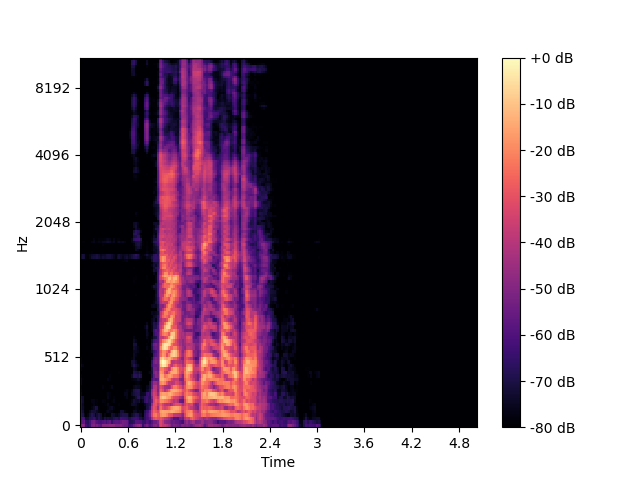 +0 dB
8192
-10 dB
4096
-20 dB
-30 dB
2048
Hz
-40 dB
1024
-50 dB
-60 dB
512
-70 dB
0
-80 dB
0 0.6 1.2 1.8 2.4 3 3.6 4.2 4.8
Time